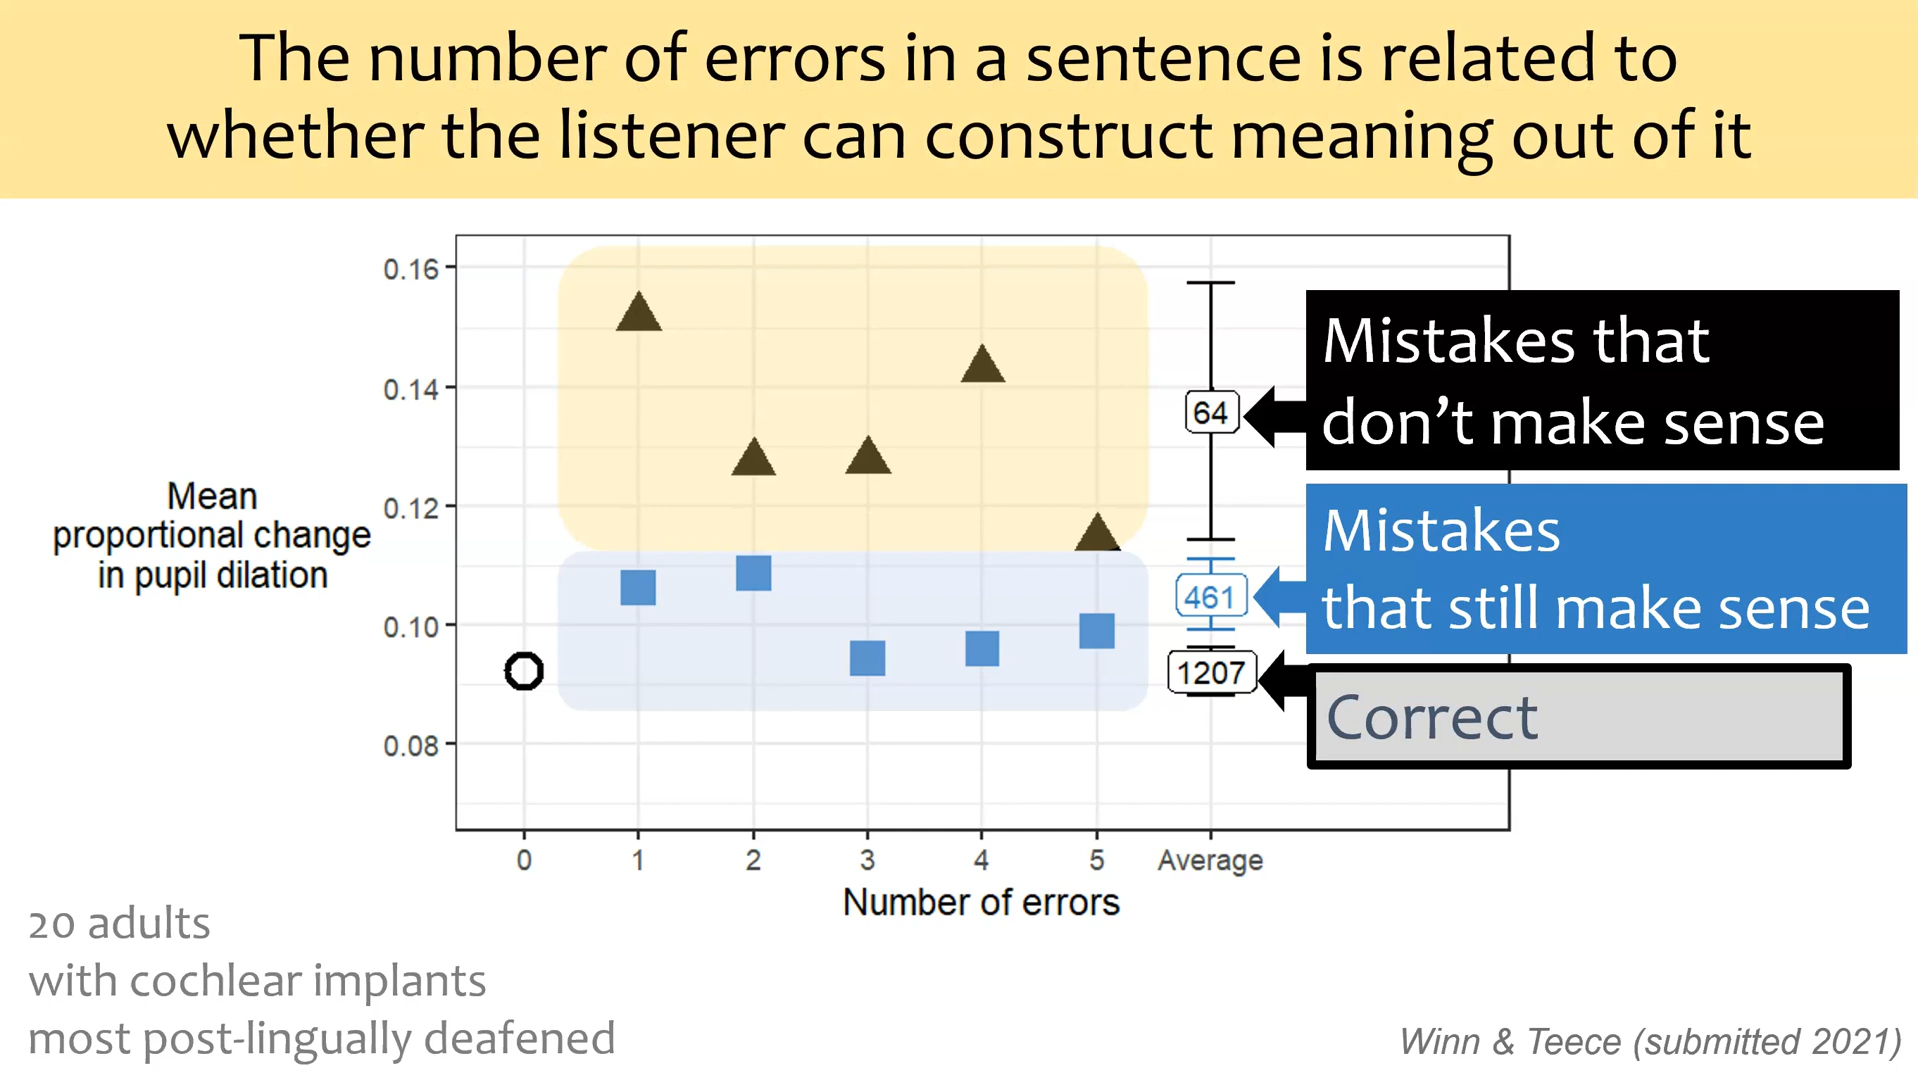 The number of errors in a sentence is related to
whether the listener can construct meaning out of it
0.16
0.14
0.12
0.10
0.08
Mean
proportional change
in pupil dilation
64
461
1207
Mistakes that
don’t make sense
Mistakes
that still make sense
Correct
0 1 2 3 4 5 Average
Number of errors
20 adults
with cochlear implants
most post-lingually deafened
Winn & Teece (submitted 2021)